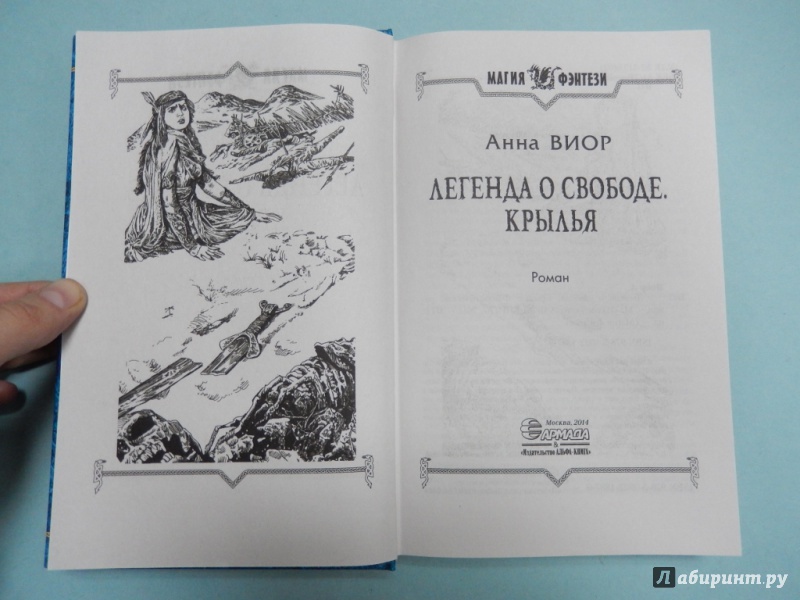 МАГИЯ ФЭНТЕЗИ
Анна ВИОР
ЛЕГЕНДА О СВОБОДЕ.
КРЫЛЬЯ
Роман
Москва, 2014
АРМАДА
&
«Издательство АЛЬФА-КНИГА»
Лабиринт.ру